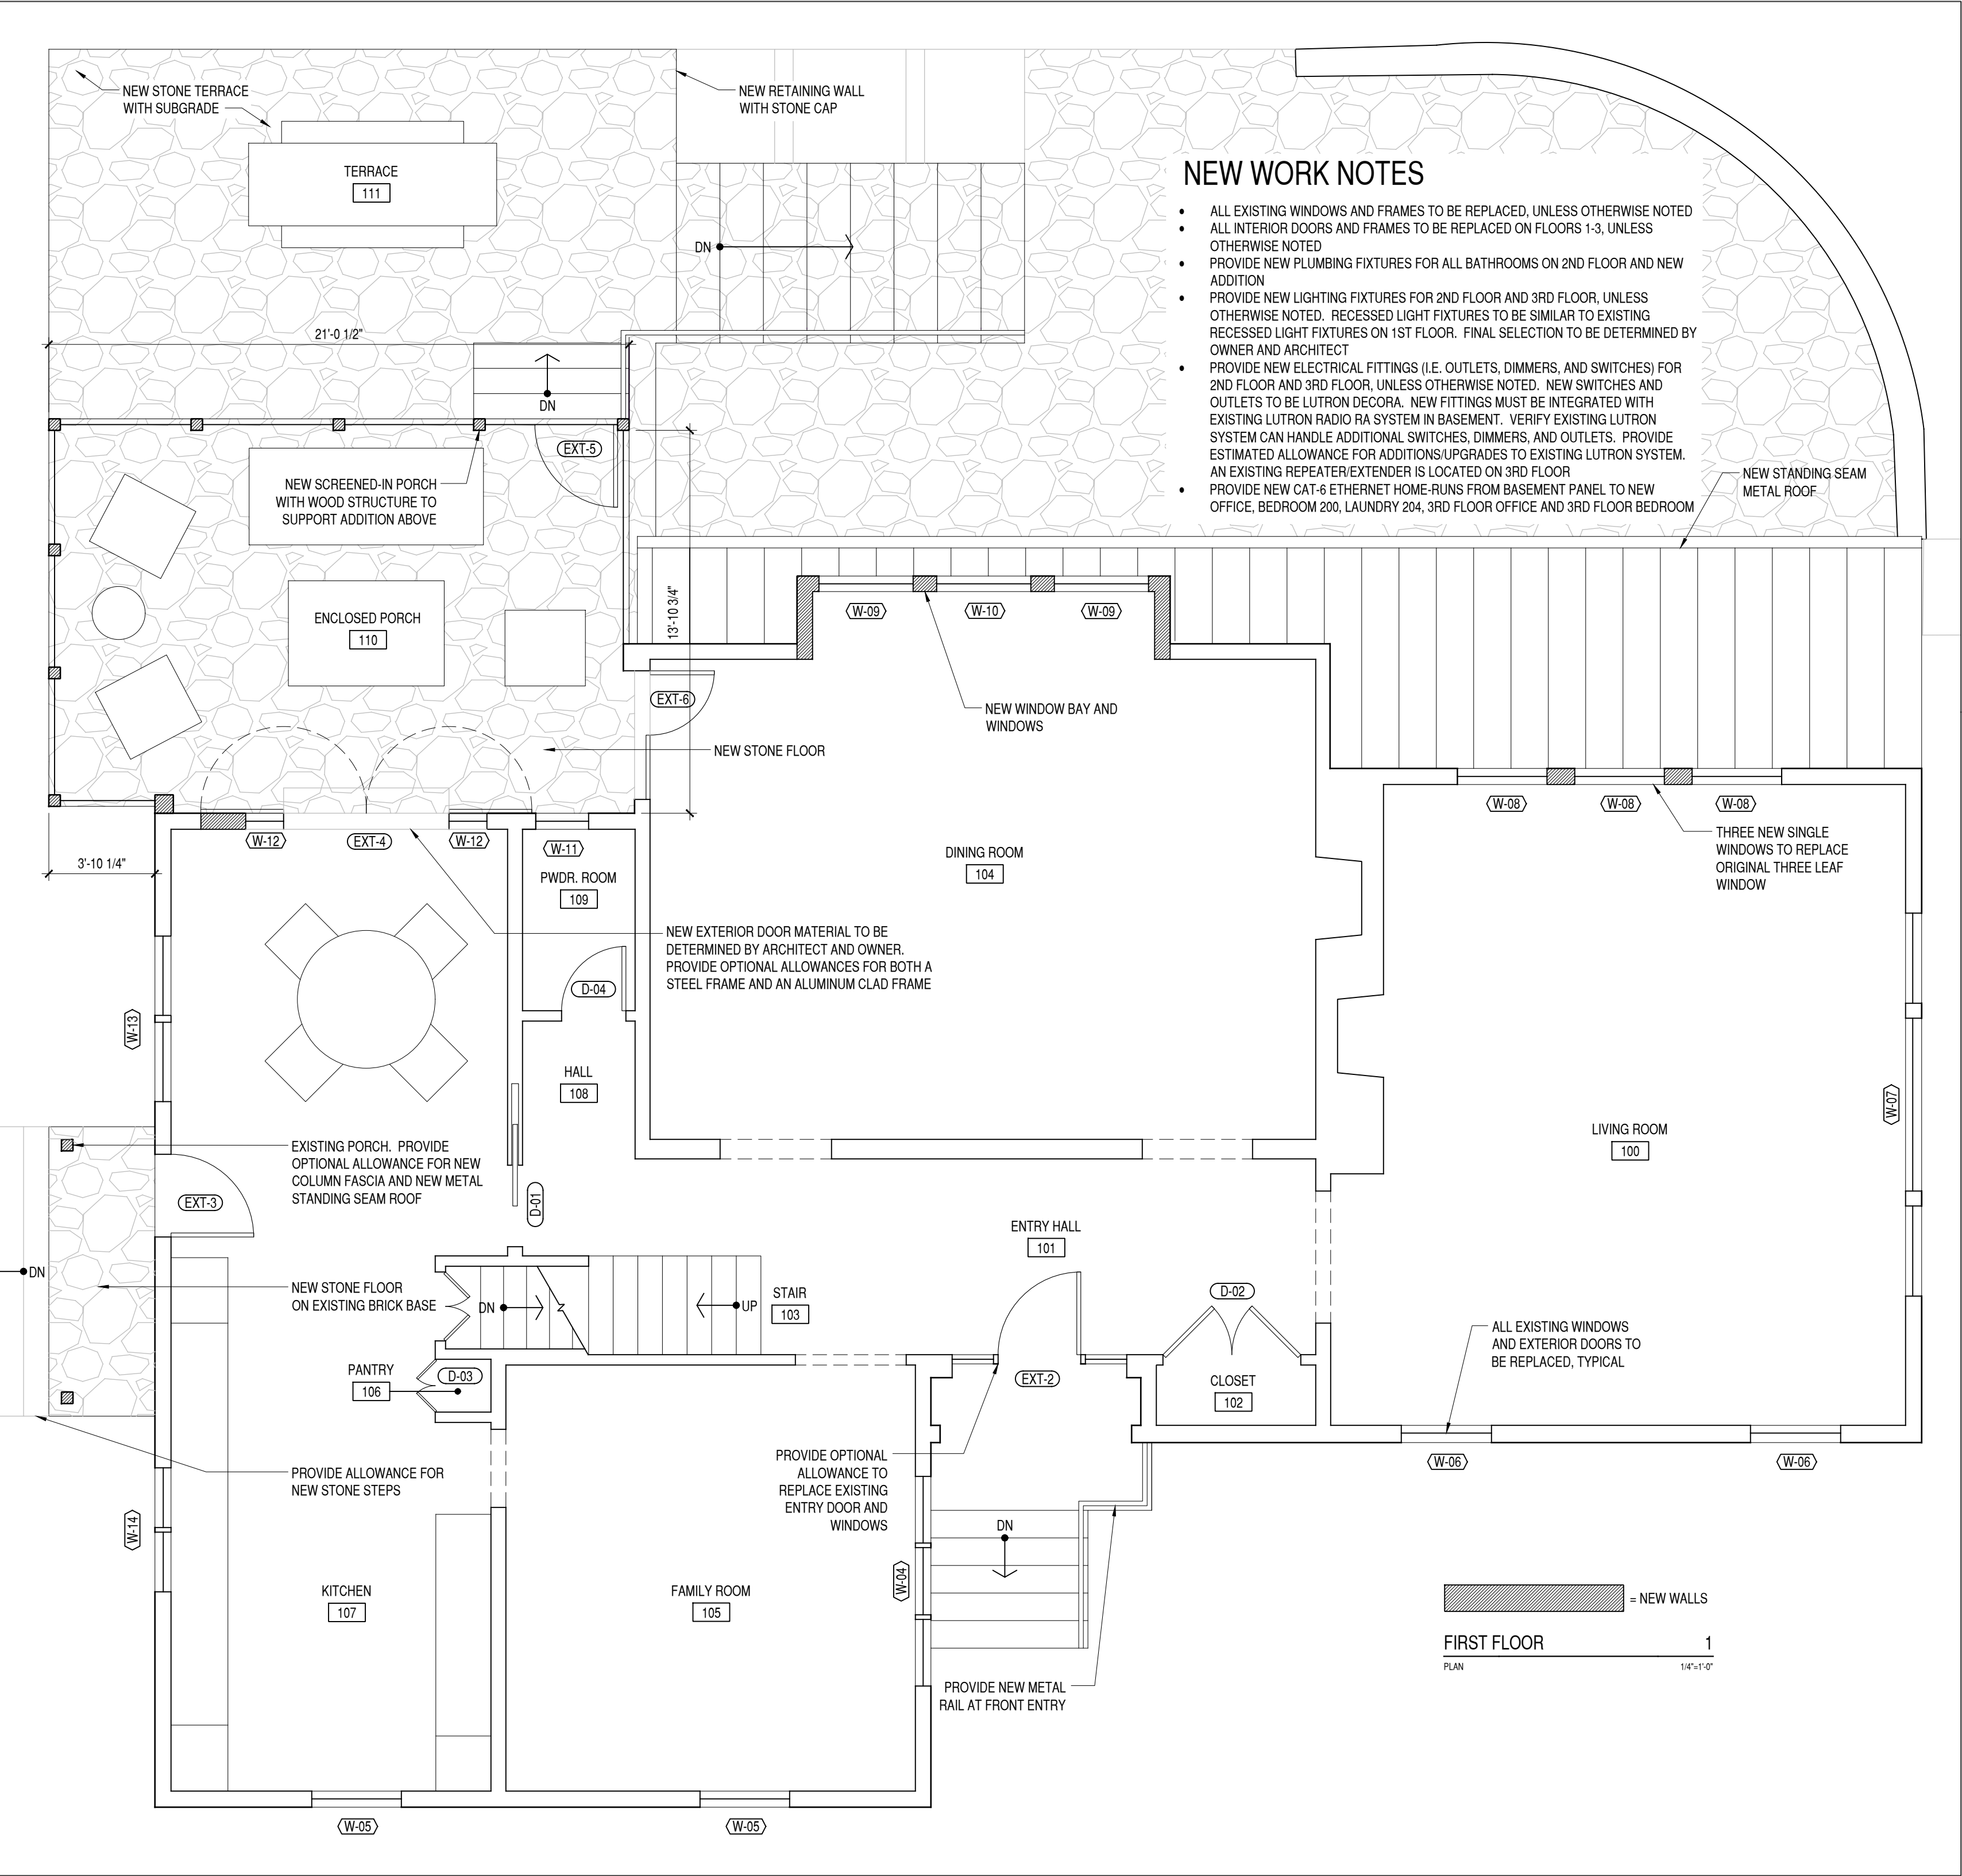 NEW STONE TERRACE
WITH SUBGRADE
NEW RETAINING WALL
WITH STONE CAP
TERRACE
111
DN
21'-0 1/2"
DN
NEW WORK NOTES
• ALL EXISTING WINDOWS AND FRAMES TO BE REPLACED, UNLESS OTHERWISE NOTED
• ALL INTERIOR DOORS AND FRAMES TO BE REPLACED ON FLOORS 1-3, UNLESS
OTHERWISE NOTED
• PROVIDE NEW PLUMBING FIXTURES FOR ALL BATHROOMS ON 2ND FLOOR AND NEW
ADDITION
• PROVIDE NEW LIGHTING FIXTURES FOR 2ND FLOOR AND 3RD FLOOR, UNLESS
OTHERWISE NOTED. RECESSED LIGHT FIXTURES TO BE SIMILAR TO EXISTING
RECESSED LIGHT FIXTURES ON 1ST FLOOR. FINAL SELECTION TO BE DETERMINED BY
OWNER AND ARCHITECT
• PROVIDE NEW ELECTRICAL FITTINGS (I.E. OUTLETS, DIMMERS, AND SWITCHES) FOR
2ND FLOOR AND 3RD FLOOR, UNLESS OTHERWISE NOTED. NEW SWITCHES AND
OUTLETS TO BE LUTRON DECORA. NEW FITTINGS MUST BE INTEGRATED WITH
EXISTING LUTRON RADIO RA SYSTEM IN BASEMENT. VERIFY EXISTING LUTRON
SYSTEM CAN HANDLE ADDITIONAL SWITCHES, DIMMERS, AND OUTLETS. PROVIDE
ESTIMATED ALLOWANCE FOR ADDITIONS/UPGRADES TO EXISTING LUTRON SYSTEM.
AN EXISTING REPEATER/EXTENDER IS LOCATED ON 3RD FLOOR
• PROVIDE NEW CAT-6 ETHERNET HOME-RUNS FROM BASEMENT PANEL TO NEW
OFFICE, BEDROOM 200, LAUNDRY 204, 3RD FLOOR OFFICE AND 3RD FLOOR BEDROOM
EXT-5
NEW SCREENED-IN PORCH
WITH WOOD STRUCTURE TO
SUPPORT ADDITION ABOVE
NEW STANDING SEAM
METAL ROOF
ENCLOSED PORCH
110
13'-10 3/4"
W-09
W-10
W-09
EXT-6
NEW WINDOW BAY AND
WINDOWS
NEW STONE FLOOR
W-08
W-08
W-08
THREE NEW SINGLE
WINDOWS TO REPLACE
ORIGINAL THREE LEAF
WINDOW
W-12
EXT-4
W-12
W-11
3'-10 1/4"
PWDR. ROOM
109
DINING ROOM
104
NEW EXTERIOR DOOR MATERIAL TO BE
DETERMINED BY ARCHITECT AND OWNER.
PROVIDE OPTIONAL ALLOWANCES FOR BOTH A
STEEL FRAME AND AN ALUMINUM CLAD FRAME
D-04
W-13
HALL
108
W-07
LIVING ROOM
100
EXISTING PORCH. PROVIDE
OPTIONAL ALLOWANCE FOR NEW
COLUMN FASCIA AND NEW METAL
STANDING SEAM ROOF
EXT-3
D-01
ENTRY HALL
101
DN
NEW STONE FLOOR
ON EXISTING BRICK BASE
DN
UP
STAIR
103
D-02
ALL EXISTING WINDOWS
AND EXTERIOR DOORS TO
BE REPLACED, TYPICAL
PANTRY
106
D-03
EXT-2
CLOSET
102
PROVIDE OPTIONAL
ALLOWANCE TO
REPLACE EXISTING
ENTRY DOOR AND
WINDOWS
W-06
W-06
PROVIDE ALLOWANCE FOR
NEW STONE STEPS
W-14
DN
W-04
KITCHEN
107
FAMILY ROOM
105
= NEW WALLS
FIRST FLOOR 1
PLAN 1/4"=1'-0"
PROVIDE NEW METAL
RAIL AT FRONT ENTRY
W-05
W-05